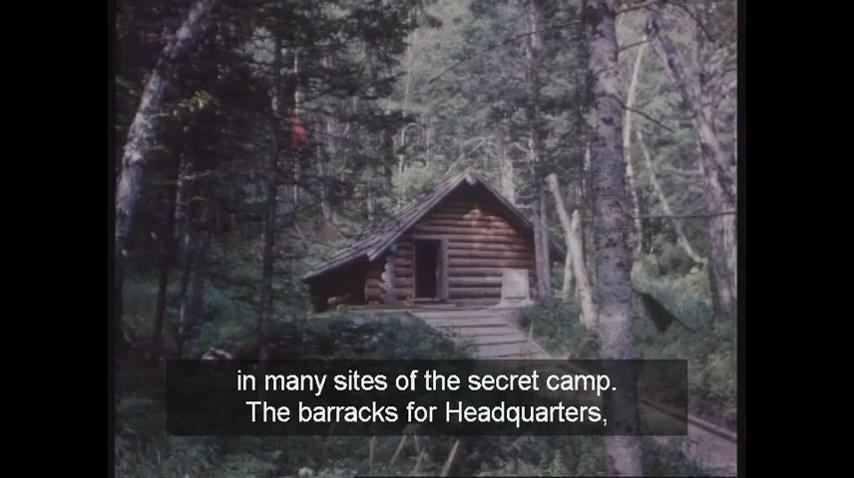 in many sites of the secret camp.
The barracks for Headquarters,